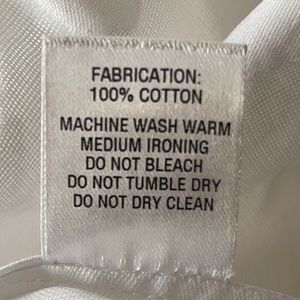 FABRICATION:
100% COTTON
MACHINE WASH WARM
MEDIUM IRONING
DO NOT BLEACH
DO NOT TUMBLE DRY
DO NOT DRY CLEAN